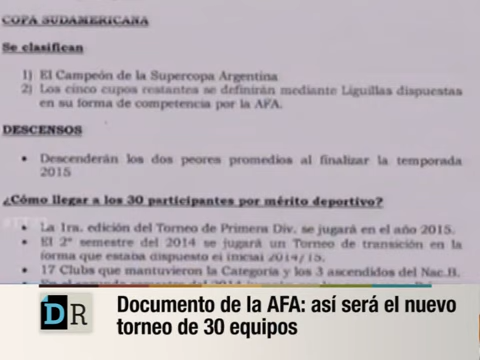 COPA SUDAMERICANA
Se clasifican
1) El Campeón de la Supercopa Argentina
2) Los cinco cupos restantes se definirán mediante Liguillas dispuestas
en su forma de competencia por la AFA.
DESCENSOS
• Descenderán los dos peores promedios al finalizar la temporada
2015
¿Cómo llegar a los 30 participantes por mérito deportivo?
• La 1ra. edición del Torneo de Primera Div. se jugará en el año 2015.
• El 2° semestre del 2014 se jugará un Torneo de transición en la
forma que estaba dispuesto el inicial 2014/15.
• 17 Clubs que mantuvieron la Categoría y los 3 ascendidos del Nac.B.
DR
Documento de la AFA: así será el nuevo
torneo de 30 equipos